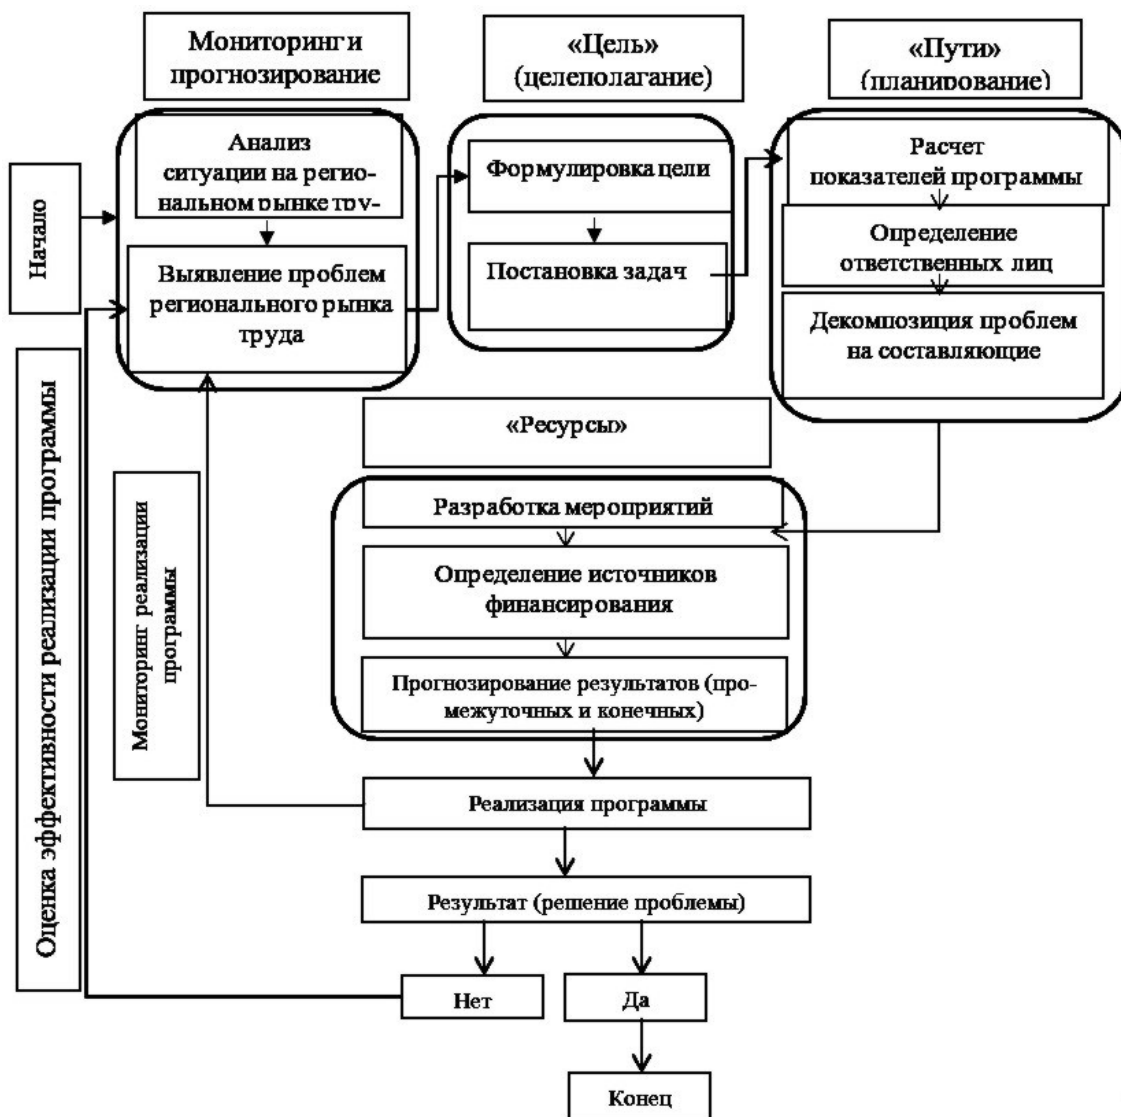 Мониторинг и
прогнозирование
«Цель»
(целеполагание)
«Пути»
(планирование)
Начало
Анализ
ситуации на регио-
нальном рынке тру-
Выявление проблем
регионального рынка
труда
Формулировка цели
Постановка задач
Расчет
показателей программы
Определение
ответственных лиц
Декомпозиция проблем
на составляющие
Оценка эффективности реализации программы
Мониторинг реализации
программы
«Ресурсы»
Разработка мероприятий
Определение источников
финансирования
Прогнозирование результатов (про-
межуточных и конечных)
Реализация программы
Результат (решение проблемы)
Нет
Да
Конец